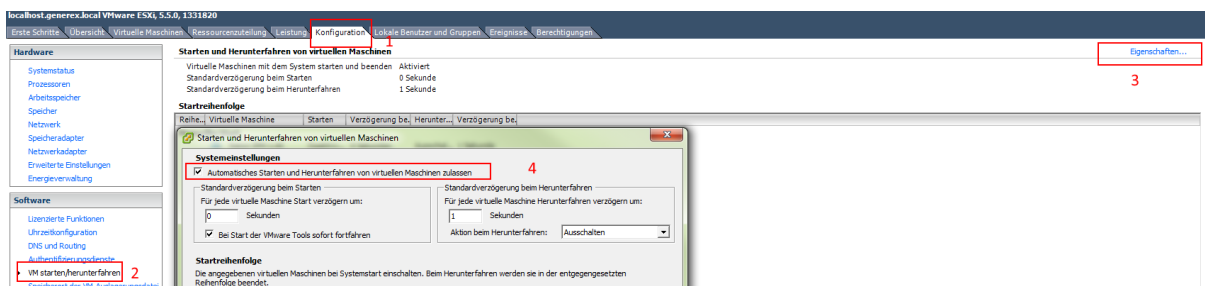 localhost.generex.local VMware ESXi, 5.5.0, 1331820
Erste Schritte Übersicht Virtuelle Maschinen Ressourcenzuteilung Leistung Konfiguration Lokale Benutzer und Gruppen Ereignisse Berechtigungen
1
Hardware
Systemstatus
Prozessoren
Arbeitsspeicher
Speicher
Netzwerk
Speicheradapter
Netzwerkadapter
Erweiterte Einstellungen
Energieverwaltung
Software
Lizenzierte Funktionen
Uhrzeitkonfiguration
DNS und Routing
Authentifizierungsdienste
VM starten/herunterfahren
2
Speicherort der VM-Auslagerungsdatei
Starten und Herunterfahren von virtuellen Maschinen
Eigenschaften...
3
Virtuelle Maschinen mit dem System starten und beenden Aktiviert
Standardverzögerung beim Starten 0 Sekunde
Standardverzögerung beim Herunterfahren 1 Sekunde
Startreihenfolge
Reihe... Virtuelle Maschine Starten Verzögerung be. Herunter... Verzögerung be.
Starten und Herunterfahren von virtuellen Maschinen
Systemeinstellungen
Automatisches Starten und Herunterfahren von virtuellen Maschinen zulassen
4
Standardverzögerung beim Starten
Für jede virtuelle Maschine Start verzögern um:
0 Sekunden
Bei Start der VMware Tools sofort fortfahren
Standardverzögerung beim Herunterfahren
Für jede virtuelle Maschine Herunterfahren verzögern um:
1 Sekunden
Aktion beim Herunterfahren: Ausschalten
Startreihenfolge
Die angegebenen virtuellen Maschinen bei Systemstart einschalten. Beim Herunterfahren werden sie in der entgegengesetzten
Reihenfolge beendet.